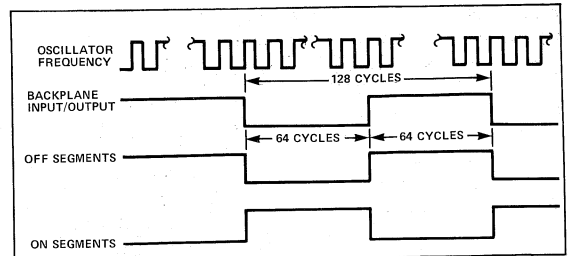 OSCILLATOR
FREQUENCY
128 CYCLES
BACKPLANE
INPUT/OUTPUT
64 CYCLES
64 CYCLES
OFF SEGMENTS
ON SEGMENTS